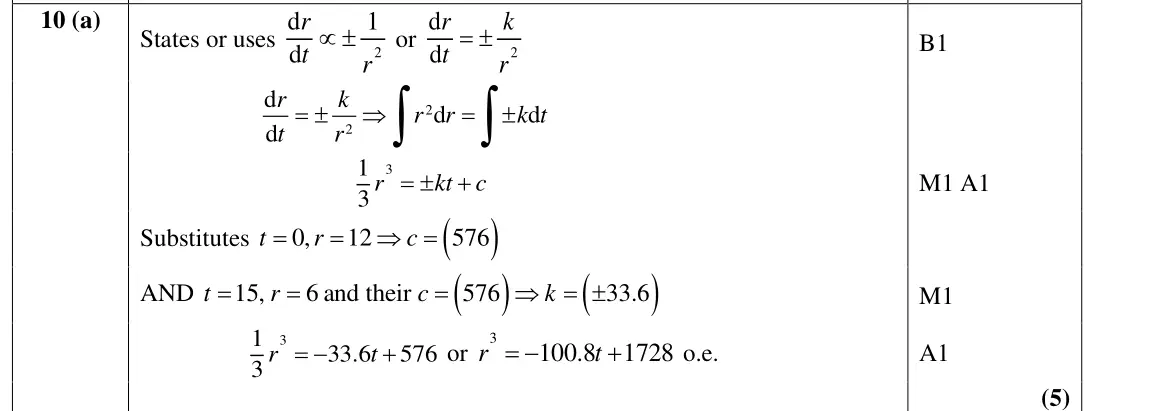 10 (a)
States or uses dr/dt ∝ ± 1/r² or dr/dt = ± k/r² B1
dr/dt = ± k/r² ⇒ ∫ r²dr = ∫ ±kdt
1/3 r³ = ±kt + c M1 A1
Substitutes t = 0, r = 12 ⇒ c = (576)
AND t = 15, r = 6 and their c = (576) ⇒ k = (±33.6) M1
1/3 r³ = −33.6t + 576 or r³ = −100.8t + 1728 o.e. A1
(5)